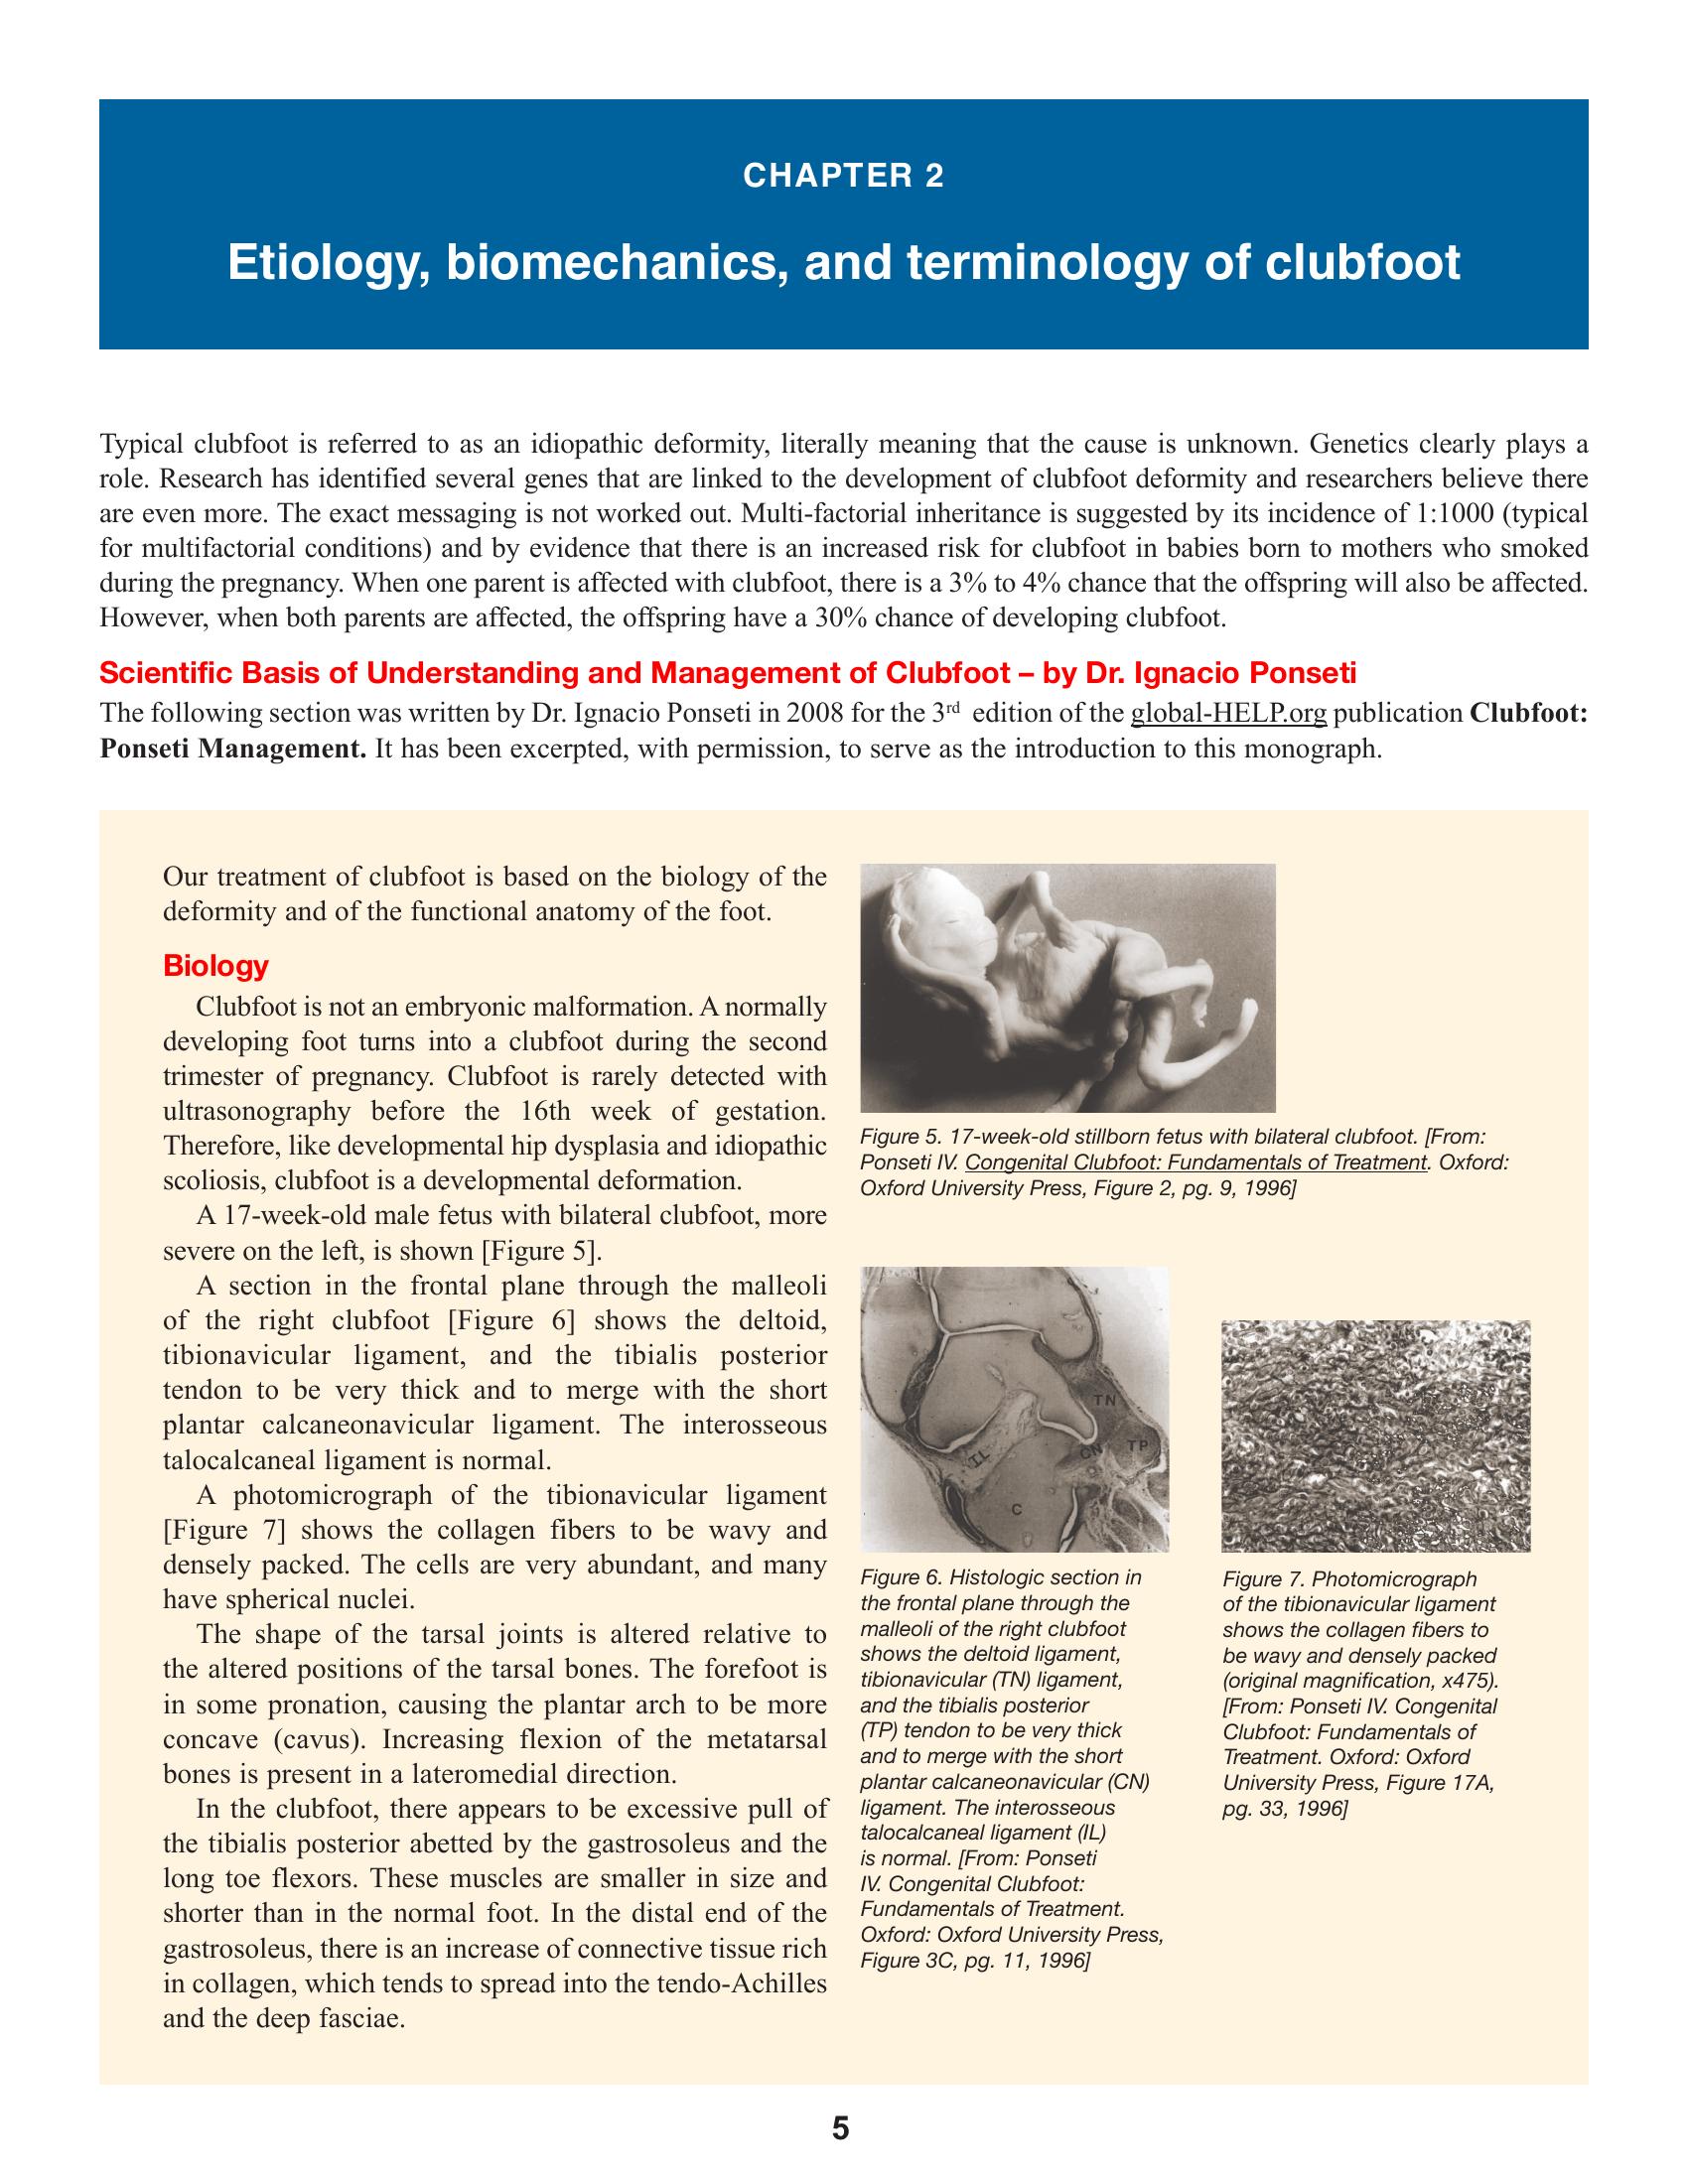 CHAPTER 2
Etiology, biomechanics, and terminology of clubfoot
Typical clubfoot is referred to as an idiopathic deformity, literally meaning that the cause is unknown. Genetics clearly plays a
role. Research has identified several genes that are linked to the development of clubfoot deformity and researchers believe there
are even more. The exact messaging is not worked out. Multi-factorial inheritance is suggested by its incidence of 1:1000 (typical
for multifactorial conditions) and by evidence that there is an increased risk for clubfoot in babies born to mothers who smoked
during the pregnancy. When one parent is affected with clubfoot, there is a 3% to 4% chance that the offspring will also be affected.
However, when both parents are affected, the offspring have a 30% chance of developing clubfoot.
Scientific Basis of Understanding and Management of Clubfoot – by Dr. Ignacio Ponseti
The following section was written by Dr. Ignacio Ponseti in 2008 for the 3rd edition of the global-HELP.org publication Clubfoot:
Ponseti Management. It has been excerpted, with permission, to serve as the introduction to this monograph.
Our treatment of clubfoot is based on the biology of the
deformity and of the functional anatomy of the foot.
Biology
Clubfoot is not an embryonic malformation. A normally
developing foot turns into a clubfoot during the second
trimester of pregnancy. Clubfoot is rarely detected with
ultrasonography before the 16th week of gestation.
Therefore, like developmental hip dysplasia and idiopathic
scoliosis, clubfoot is a developmental deformation.
A 17-week-old male fetus with bilateral clubfoot, more
severe on the left, is shown [Figure 5].
A section in the frontal plane through the malleoli
of the right clubfoot [Figure 6] shows the deltoid,
tibionavicular ligament, and the tibialis posterior
tendon to be very thick and to merge with the short
plantar calcaneonavicular ligament. The interosseous
talocalcaneal ligament is normal.
A photomicrograph of the tibionavicular ligament
[Figure 7] shows the collagen fibers to be wavy and
densely packed. The cells are very abundant, and many
have spherical nuclei.
The shape of the tarsal joints is altered relative to
the altered positions of the tarsal bones. The forefoot is
in some pronation, causing the plantar arch to be more
concave (cavus). Increasing flexion of the metatarsal
bones is present in a lateromedial direction.
In the clubfoot, there appears to be excessive pull of
the tibialis posterior abetted by the gastrosoleus and the
long toe flexors. These muscles are smaller in size and
shorter than in the normal foot. In the distal end of the
gastrosoleus, there is an increase of connective tissue rich
in collagen, which tends to spread into the tendo-Achilles
and the deep fasciae.
Figure 5. 17-week-old stillborn fetus with bilateral clubfoot. [From:
Ponseti IV. Congenital Clubfoot: Fundamentals of Treatment. Oxford:
Oxford University Press, Figure 2, pg. 9, 1996]
TN
CN
TP
IL
C
Figure 6. Histologic section in
the frontal plane through the
malleoli of the right clubfoot
shows the deltoid ligament,
tibionavicular (TN) ligament,
and the tibialis posterior
(TP) tendon to be very thick
and to merge with the short
plantar calcaneonavicular (CN)
ligament. The interosseous
talocalcaneal ligament (IL)
is normal. [From: Ponseti
IV. Congenital Clubfoot:
Fundamentals of Treatment.
Oxford: Oxford University Press,
Figure 3C, pg. 11, 1996]
Figure 7. Photomicrograph
of the tibionavicular ligament
shows the collagen fibers to
be wavy and densely packed
(original magnification, x475).
[From: Ponseti IV. Congenital
Clubfoot: Fundamentals of
Treatment. Oxford: Oxford
University Press, Figure 17A,
pg. 33, 1996]
5